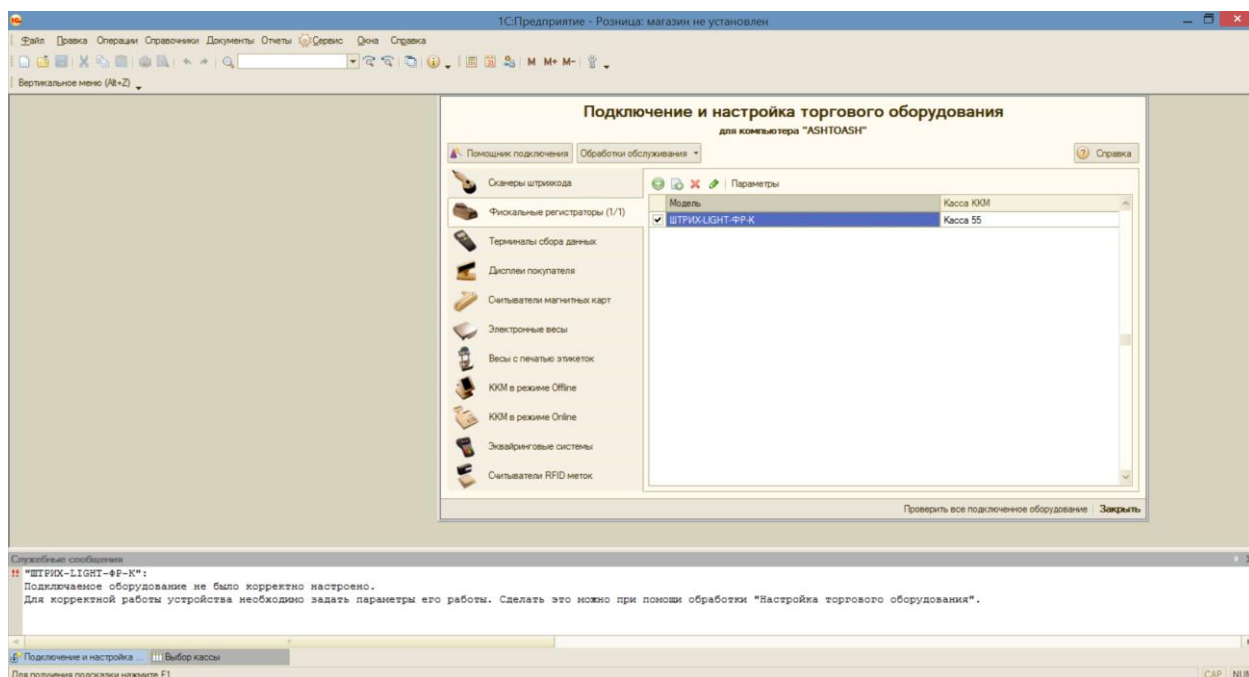 1С:Предприятие - Розница: магазин не установлен
Файл Правка Операции Справочники Документы Отчеты Сервис Окна Справка
M M+ M-
Вертикальное меню (Alt+Z)
Подключение и настройка торгового оборудования
для компьютера "ASHTOASH"
Помощник подключения Обработки обслуживания Справка
Сканеры штрихкода
Фискальные регистраторы (1/1)
Терминалы сбора данных
Дисплеи покупателя
Считыватели магнитных карт
Электронные весы
Весы с печатью этикеток
ККМ в режиме Offline
ККМ в режиме Online
Эквайринговые системы
Считыватели RFID меток
Параметры
Модель Касса ККМ
ШТРИХ-LIGHT-ФР-К Касса 55
Проверить все подключенное оборудование Закрыть
Служебные сообщения
"ШТРИХ-LIGHT-ФР-К":
Подключаемое оборудование не было корректно настроено.
Для корректной работы устройства необходимо задать параметры его работы. Сделать это можно при помощи обработки "Настройка торгового оборудования".
Подключение и настройка ... Выбор кассы
Для получения подсказки нажмите F1 CAP NUM